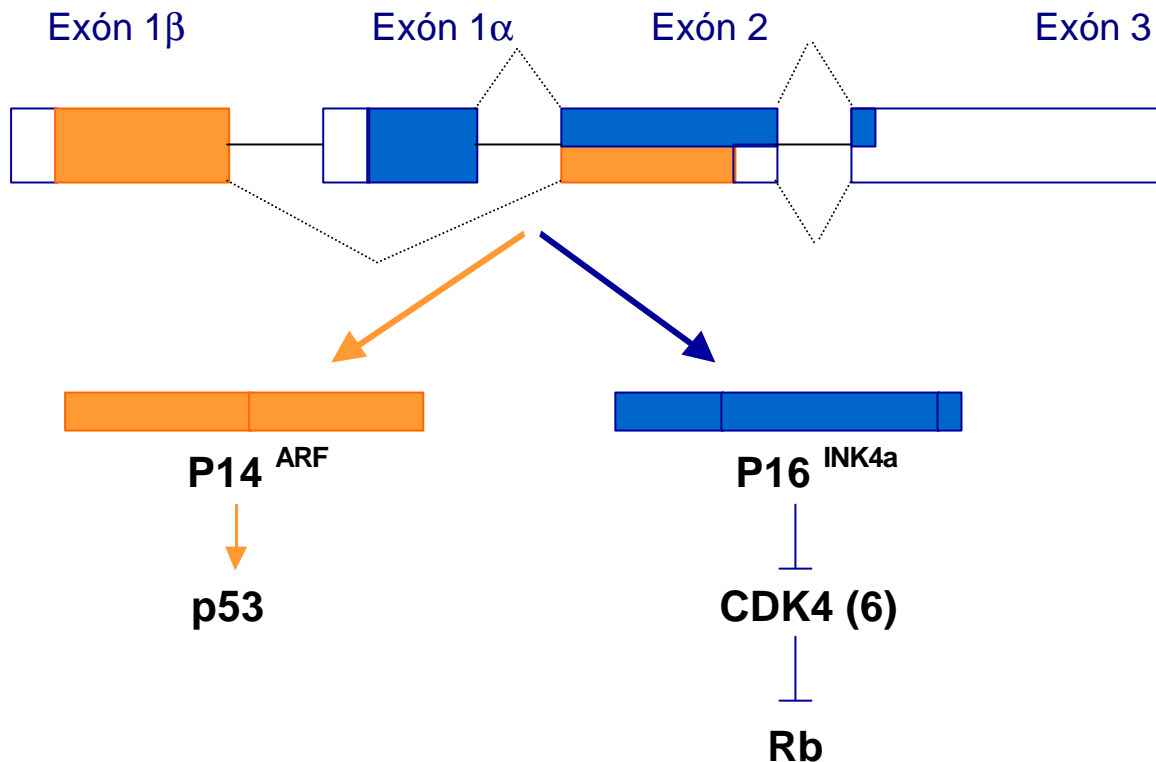 Exón 1β Exón 1α Exón 2 Exón 3
P14 ARF P16 INK4a
p53 CDK4 (6)
Rb